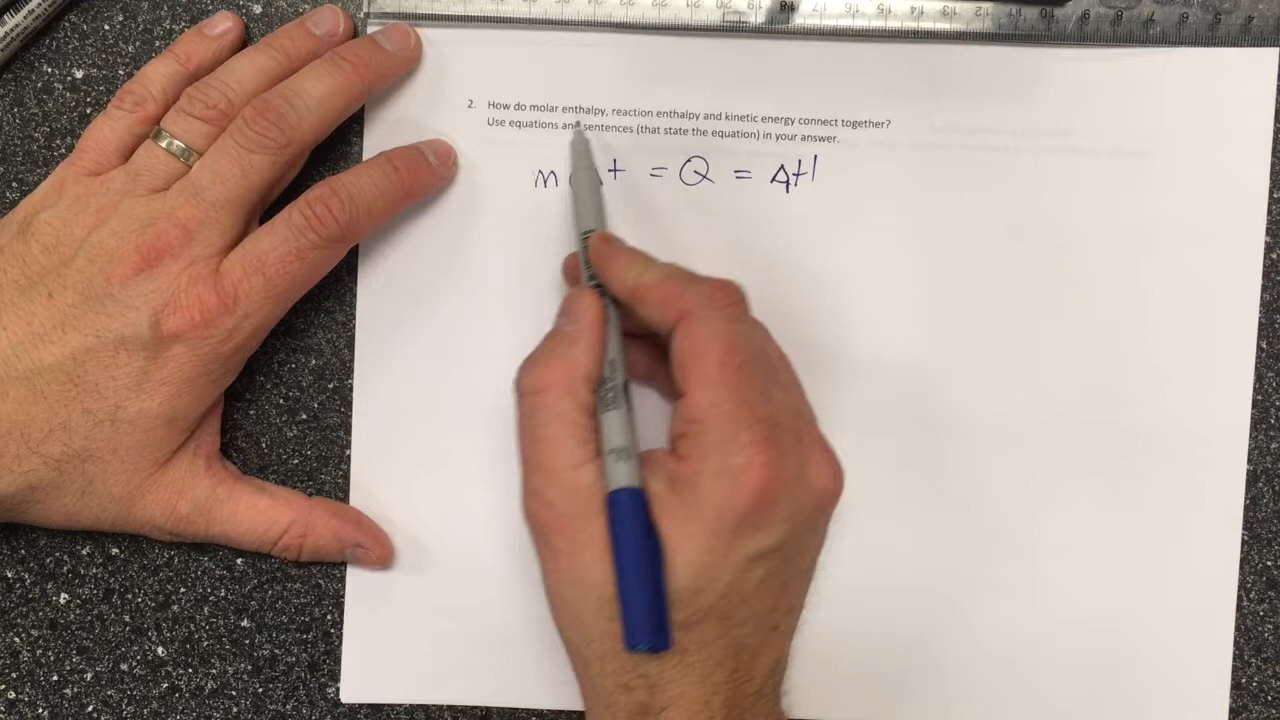 2. How do molar enthalpy, reaction enthalpy and kinetic energy connect together?
Use equations and sentences (that state the equation) in your answer.
m t = Q = ΔH